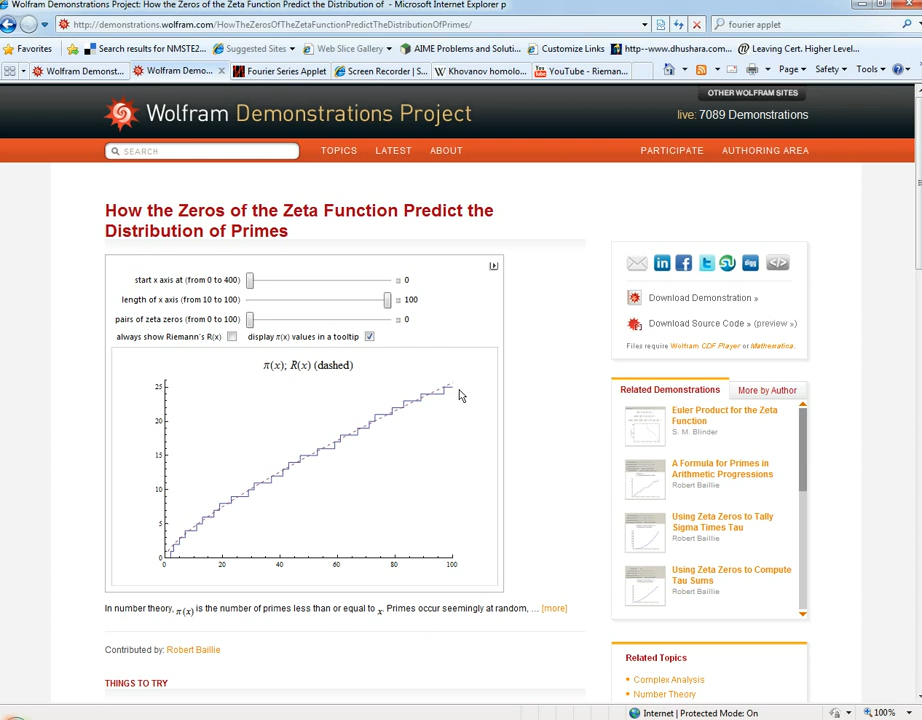 Wolfram Demonstrations Project: How the Zeros of the Zeta Function Predict the Distribution of - Microsoft Internet Explorer p
http://demonstrations.wolfram.com/HowTheZerosOfTheZetaFunctionPredictTheDistributionOfPrimes/
fourier applet
Favorites
Search results for NMSTE2...
Suggested Sites
Web Slice Gallery
AIME Problems and Soluti...
Customize Links
http--www.dhushara.com...
Leaving Cert. Higher Level...
Wolfram Demonst...
Wolfram Demo...
Fourier Series Applet
Screen Recorder | S...
Khovanov homolo...
YouTube - Rieman...
Page
Safety
Tools
OTHER WOLFRAM SITES
Wolfram Demonstrations Project
live: 7089 Demonstrations
SEARCH
TOPICS
LATEST
ABOUT
PARTICIPATE
AUTHORING AREA
How the Zeros of the Zeta Function Predict the
Distribution of Primes
start x axis at (from 0 to 400)
0
length of x axis (from 10 to 100)
100
pairs of zeta zeros (from 0 to 100)
0
always show Riemann's R(x)
display π(x) values in a tooltip
π(x); R(x) (dashed)
25
20
15
10
5
0
0 20 40 60 80 100
In number theory, π(x) is the number of primes less than or equal to x. Primes occur seemingly at random, ... [more]
Contributed by: Robert Baillie
THINGS TO TRY
Download Demonstration »
Download Source Code » (preview »)
Files require Wolfram CDF Player or Mathematica.
Related Demonstrations
More by Author
Euler Product for the Zeta
Function
S. M. Blinder
A Formula for Primes in
Arithmetic Progressions
Robert Baillie
Using Zeta Zeros to Tally
Sigma Times Tau
Robert Baillie
Using Zeta Zeros to Compute
Tau Sums
Robert Baillie
Related Topics
Complex Analysis
Number Theory
Internet | Protected Mode: On
100%